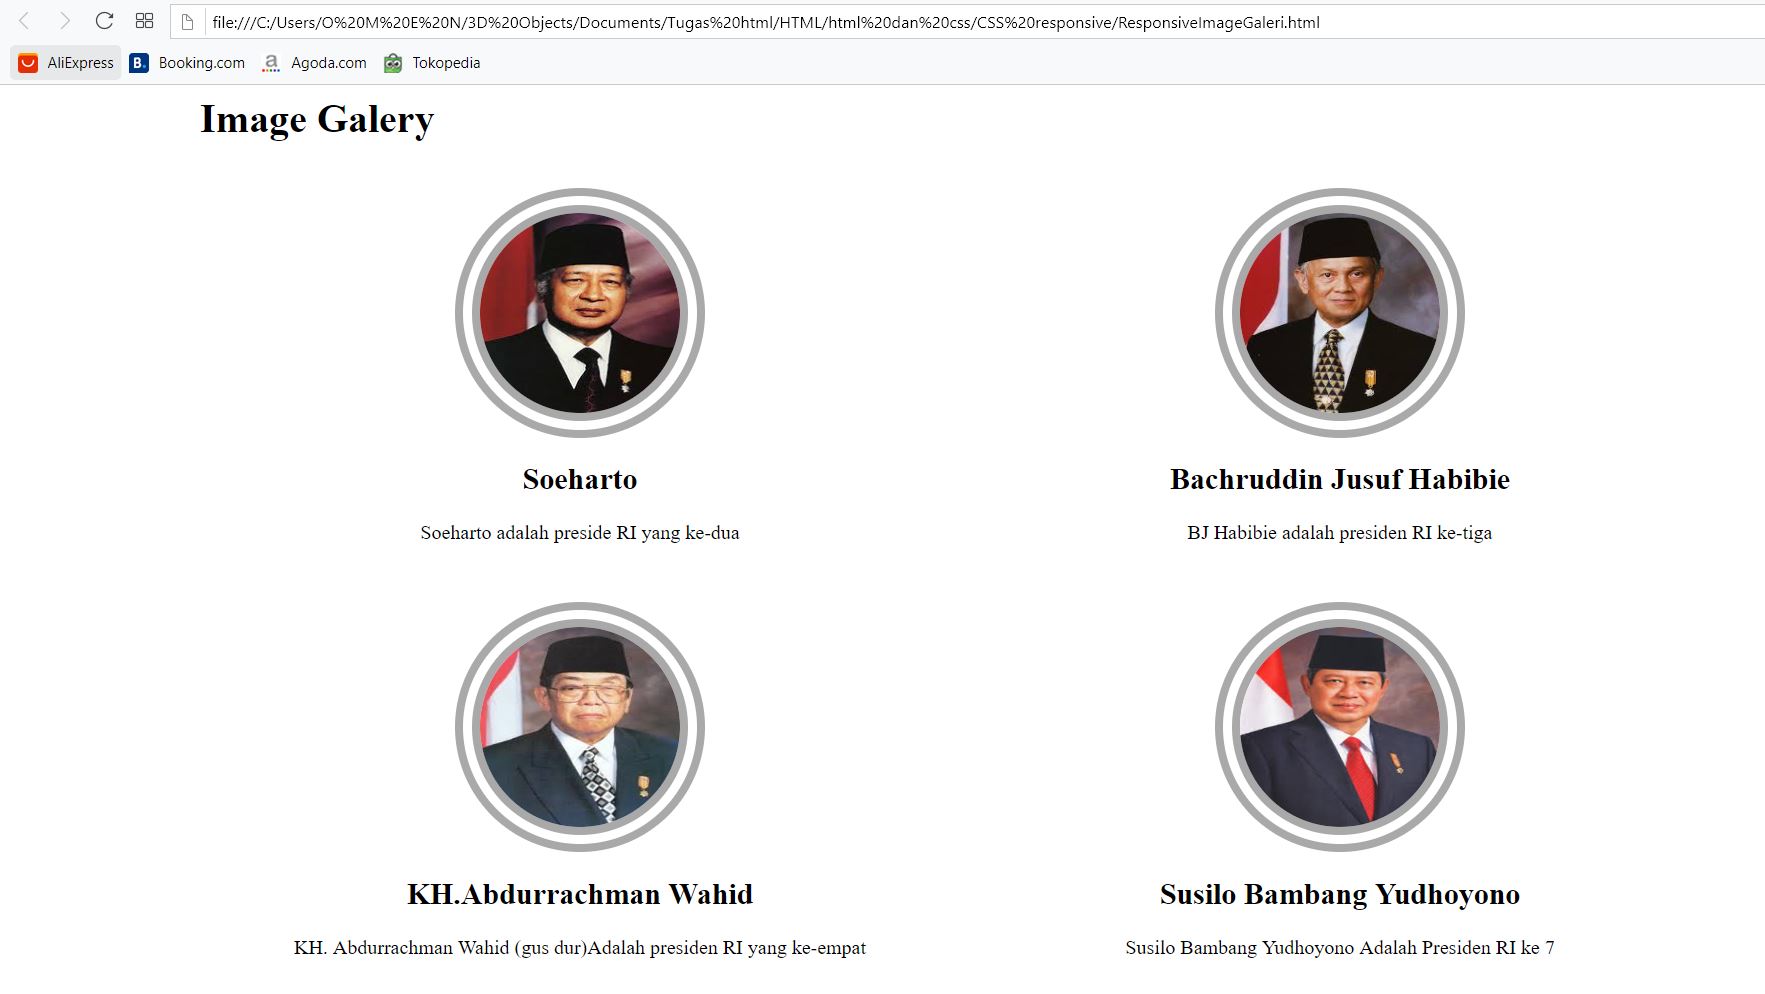 file:///C:/Users/O%20M%20E%20N/3D%20Objects/Documents/Tugas%20html/HTML/html%20dan%20css/CSS%20responsive/ResponsiveImageGaleri.html
AliExpress B. Booking.com a Agoda.com Tokopedia
Image Galery
Soeharto Bachruddin Jusuf Habibie
Soeharto adalah preside RI yang ke-dua BJ Habibie adalah presiden RI ke-tiga
KH.Abdurrachman Wahid Susilo Bambang Yudhoyono
KH. Abdurrachman Wahid (gus dur)Adalah presiden RI yang ke-empat Susilo Bambang Yudhoyono Adalah Presiden RI ke 7